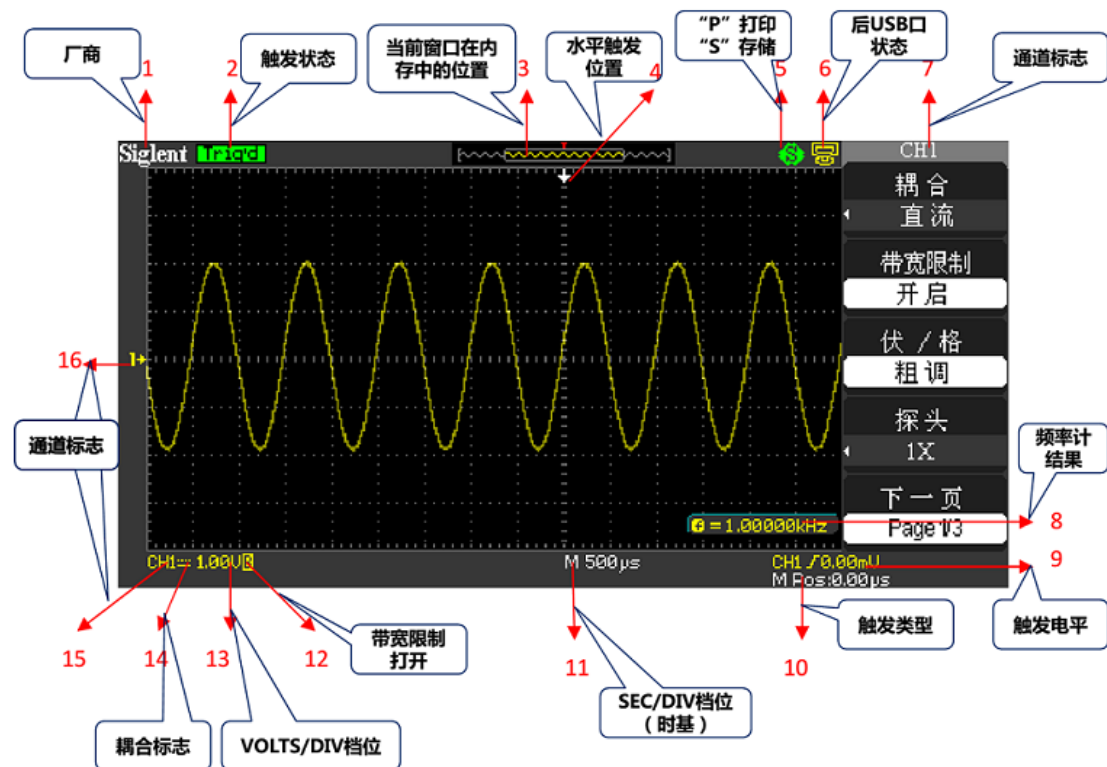 厂商
触发状态
当前窗口在内
存中的位置
水平触发
位置
“P”打印
“S”存储
后USB口
状态
通道标志
1
2
3
4
5
6
7
Siglent
Trig'd
S
CH1
耦合
直流
带宽限制
开启
伏/格
粗调
探头
1X
下一页
Page 1/3
16
1
通道标志
频率计
结果
f = 1.00000kHz
8
CH1 1.00V B
M 500μs
CH1 0.00mV
M Pos:0.00μs
9
15
14
13
12
11
10
带宽限制
打开
触发类型
触发电平
耦合标志
VOLTS/DIV档位
SEC/DIV档位
（时基）